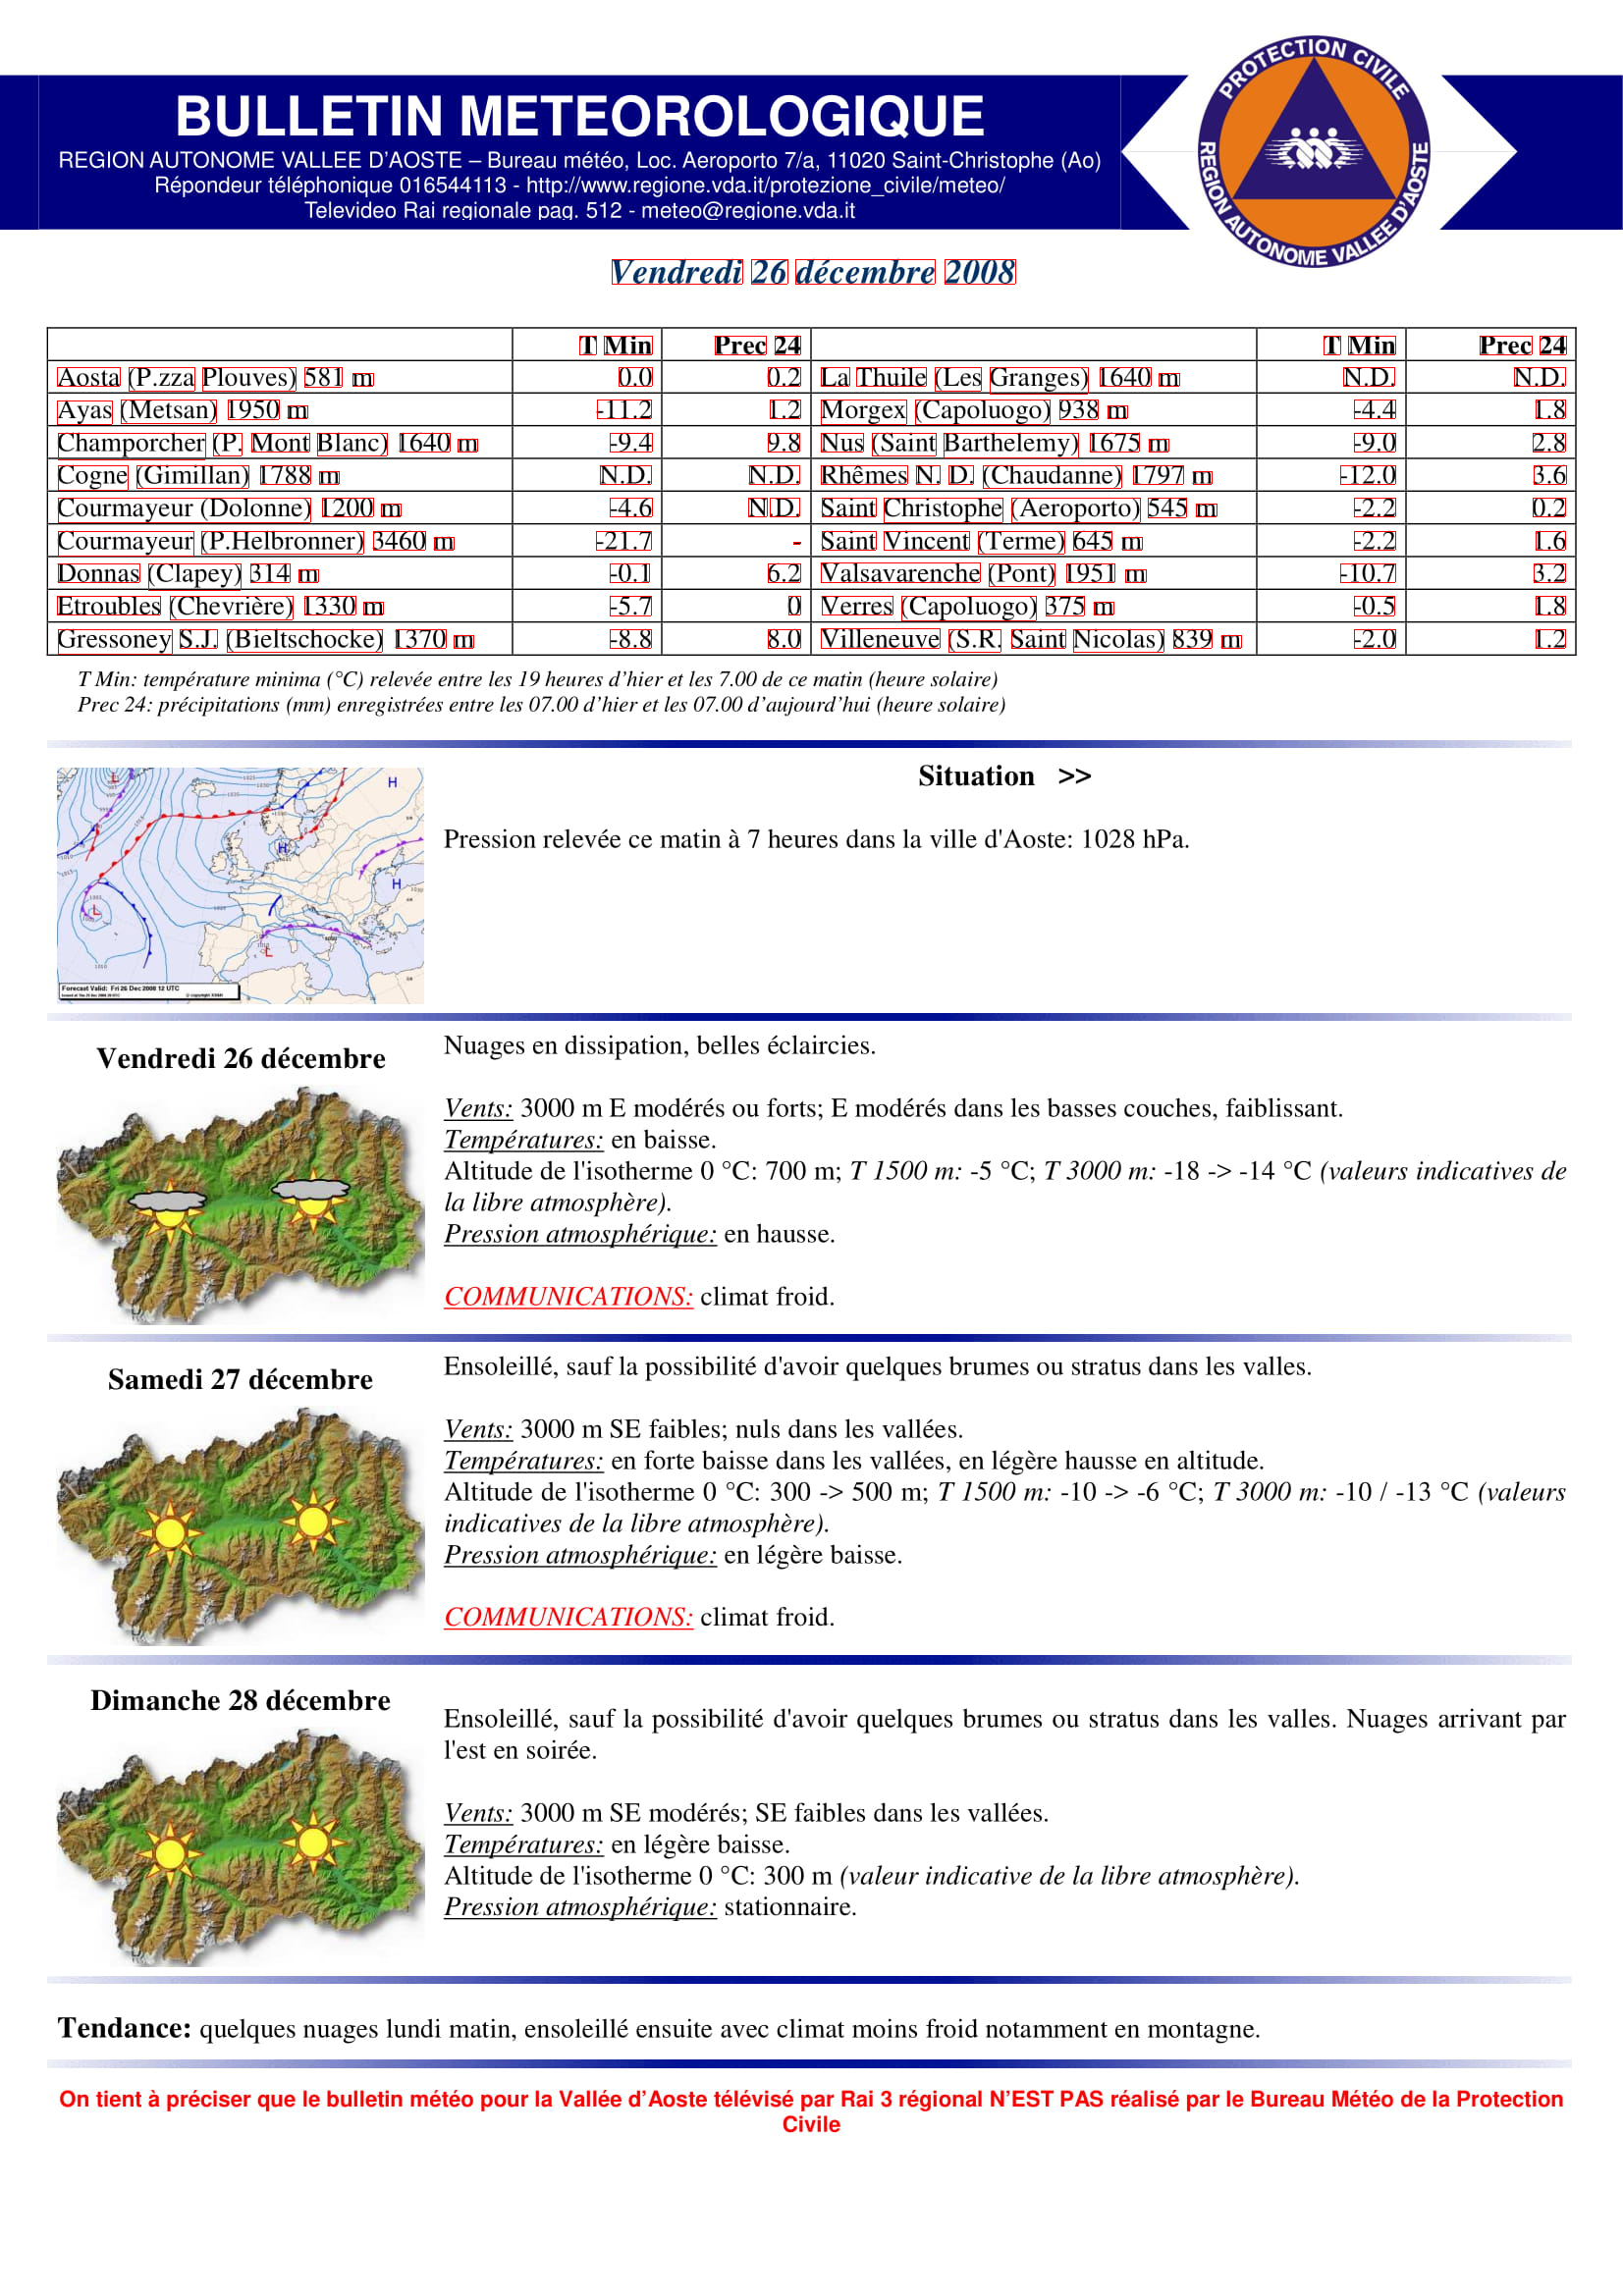 BULLETIN METEOROLOGIQUE
REGION AUTONOME VALLEE D'AOSTE – Bureau météo, Loc. Aeroporto 7/a, 11020 Saint-Christophe (Ao)
Répondeur téléphonique 016544113 - http://www.regione.vda.it/protezione_civile/meteo/
Televideo Rai regionale pag. 512 - meteo@regione.vda.it
PROTECTION CIVILE
REGION AUTONOME VALLEE D'AOSTE
Vendredi 26 décembre 2008
T Min Prec 24 T Min Prec 24
Aosta (P.zza Plouves) 581 m 0.0 0.2 La Thuile (Les Granges) 1640 m N.D. N.D.
Ayas (Metsan) 1950 m -11.2 1.2 Morgex (Capoluogo) 938 m -4.4 1.8
Champorcher (P. Mont Blanc) 1640 m -9.4 9.8 Nus (Saint Barthelemy) 1675 m -9.0 2.8
Cogne (Gimillan) 1788 m N.D. N.D. Rhêmes N. D. (Chaudanne) 1797 m -12.0 3.6
Courmayeur (Dolonne) 1200 m -4.6 N.D. Saint Christophe (Aeroporto) 545 m -2.2 0.2
Courmayeur (P.Helbronner) 3460 m -21.7 - Saint Vincent (Terme) 645 m -2.2 1.6
Donnas (Clapey) 314 m -0.1 6.2 Valsavarenche (Pont) 1951 m -10.7 3.2
Etroubles (Chevrière) 1330 m -5.7 0 Verres (Capoluogo) 375 m -0.5 1.8
Gressoney S.J. (Bieltschocke) 1370 m -8.8 8.0 Villeneuve (S.R. Saint Nicolas) 839 m -2.0 1.2
T Min: température minima (°C) relevée entre les 19 heures d'hier et les 7.00 de ce matin (heure solaire)
Prec 24: précipitations (mm) enregistrées entre les 07.00 d'hier et les 07.00 d'aujourd'hui (heure solaire)
Situation >>
Pression relevée ce matin à 7 heures dans la ville d'Aoste: 1028 hPa.
L
H
H
H
L
L
Forecast Valid: Fri 26 Dec 2008 12 UTC
Vendredi 26 décembre
Nuages en dissipation, belles éclaircies.
Vents: 3000 m E modérés ou forts; E modérés dans les basses couches, faiblissant.
Températures: en baisse.
Altitude de l'isotherme 0 °C: 700 m; T 1500 m: -5 °C; T 3000 m: -18 -> -14 °C (valeurs indicatives de
la libre atmosphère).
Pression atmosphérique: en hausse.
COMMUNICATIONS: climat froid.
Samedi 27 décembre
Ensoleillé, sauf la possibilité d'avoir quelques brumes ou stratus dans les valles.
Vents: 3000 m SE faibles; nuls dans les vallées.
Températures: en forte baisse dans les vallées, en légère hausse en altitude.
Altitude de l'isotherme 0 °C: 300 -> 500 m; T 1500 m: -10 -> -6 °C; T 3000 m: -10 / -13 °C (valeurs
indicatives de la libre atmosphère).
Pression atmosphérique: en légère baisse.
COMMUNICATIONS: climat froid.
Dimanche 28 décembre
Ensoleillé, sauf la possibilité d'avoir quelques brumes ou stratus dans les valles. Nuages arrivant par
l'est en soirée.
Vents: 3000 m SE modérés; SE faibles dans les vallées.
Températures: en légère baisse.
Altitude de l'isotherme 0 °C: 300 m (valeur indicative de la libre atmosphère).
Pression atmosphérique: stationnaire.
Tendance: quelques nuages lundi matin, ensoleillé ensuite avec climat moins froid notamment en montagne.
On tient à préciser que le bulletin météo pour la Vallée d'Aoste télévisé par Rai 3 régional N'EST PAS réalisé par le Bureau Météo de la Protection
Civile